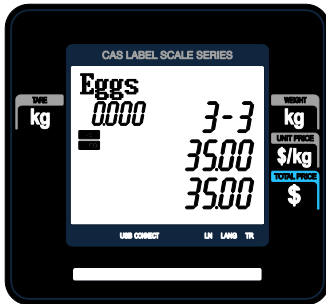 CAS LABEL SCALE SERIES
Eggs
TARE
kg
0.000
3-3
WEIGHT
kg
35.00
UNIT PRICE
$/kg
35.00
TOTAL PRICE
$
USB CONNECT LN LANG TR